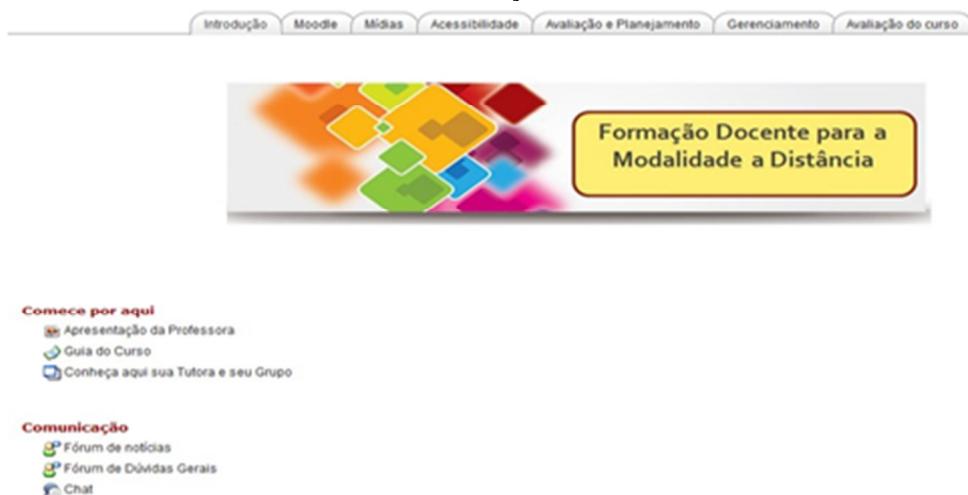 Introdução Moodle Mídias Acessibilidade Avaliação e Planejamento Gerenciamento Avaliação do curso
Formação Docente para a
Modalidade a Distância
Comece por aqui
Apresentação da Professora
Guia do Curso
Conheça aqui sua Tutora e seu Grupo
Comunicação
Fórum de notícias
Fórum de Dúvidas Gerais
Chat